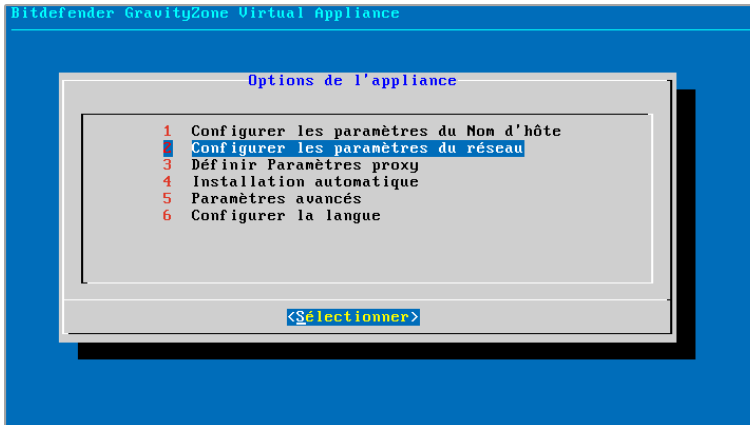 Bitdefender GravityZone Virtual Appliance
Options de l'appliance
1 Configurer les paramètres du Nom d'hôte
2 Configurer les paramètres du réseau
3 Définir Paramètres proxy
4 Installation automatique
5 Paramètres avancés
6 Configurer la langue
<Sélectionner>